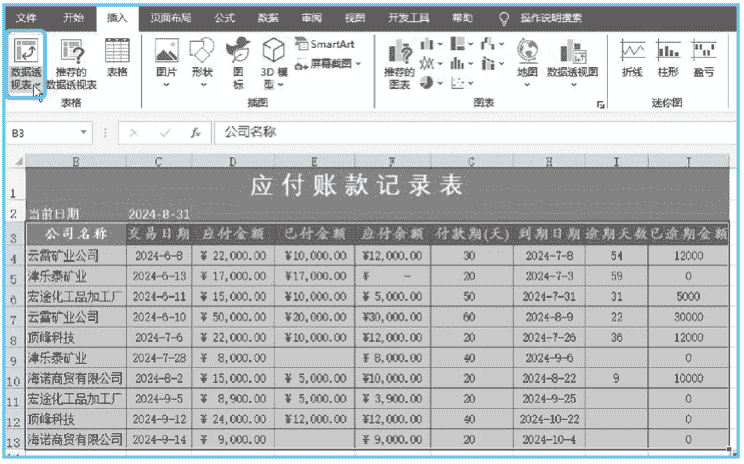 文件 开始 插入 页面布局 公式 数据 审阅 视图 开发工具 帮助 操作说明搜索
数据透视表 推荐的数据透视表 表格 图片 形状 图标 3D 模型 SmartArt 屏幕截图 推荐的图表 地图 数据透视图 折线 柱形 盈亏
表格 插图 图表 迷你图
B3 fx 公司名称
B C D E F G H I J
1 应付账款记录表
2 当前日期 2024-8-31
3 公司名称 交易日期 应付金额 已付金额 应付余额 付款期(天) 到期日期 逾期天数 已逾期金额
4 云雷矿业公司 2024-6-8 ¥ 22,000.00 ¥10,000.00 ¥12,000.00 30 2024-7-8 54 12000
5 津乐泰矿业 2024-6-13 ¥ 17,000.00 ¥17,000.00 ¥ - 20 2024-7-3 59 0
6 宏途化工品加工厂 2024-6-11 ¥ 15,000.00 ¥10,000.00 ¥ 5,000.00 50 2024-7-31 31 5000
7 云雷矿业公司 2024-6-10 ¥ 50,000.00 ¥20,000.00 ¥30,000.00 60 2024-8-9 22 30000
8 顶峰科技 2024-7-6 ¥ 22,000.00 ¥10,000.00 ¥12,000.00 20 2024-7-26 36 12000
9 津乐泰矿业 2024-7-28 ¥ 8,000.00 ¥ 8,000.00 40 2024-9-6 0
10 海诺商贸有限公司 2024-8-2 ¥ 15,000.00 ¥ 5,000.00 ¥10,000.00 20 2024-8-22 9 10000
11 宏途化工品加工厂 2024-9-5 ¥ 8,900.00 ¥ 5,000.00 ¥ 3,900.00 20 2024-9-25 0
12 顶峰科技 2024-9-12 ¥ 24,000.00 ¥12,000.00 ¥12,000.00 40 2024-10-22 0
13 海诺商贸有限公司 2024-9-14 ¥ 9,000.00 ¥ 9,000.00 20 2024-10-4 0